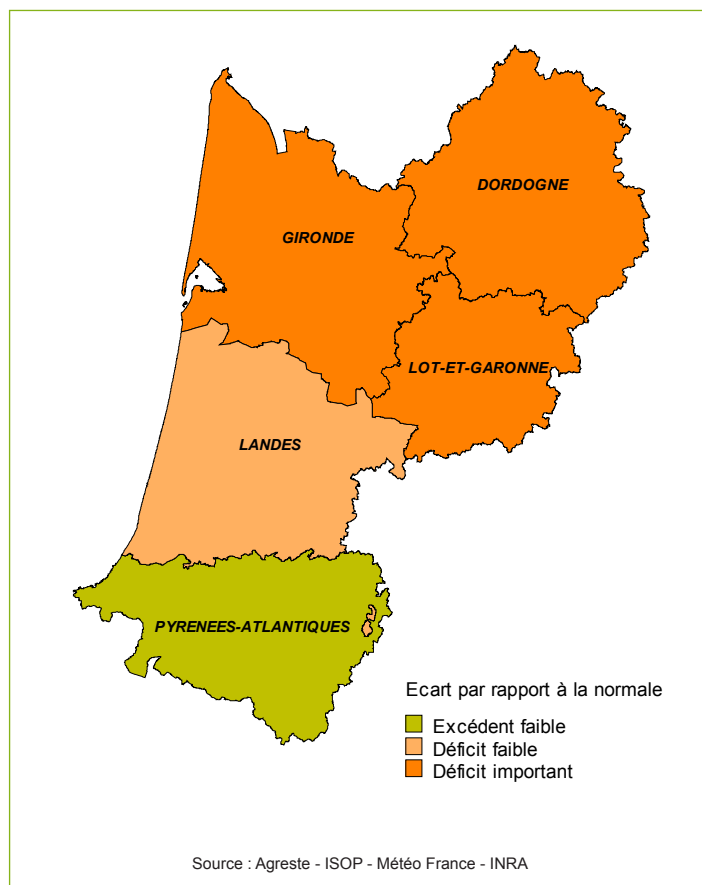 DORDOGNE
GIRONDE
LOT-ET-GARONNE
LANDES
PYRENEES-ATLANTIQUES
Ecart par rapport à la normale
Excédent faible
Déficit faible
Déficit important
Source : Agreste - ISOP - Météo France - INRA